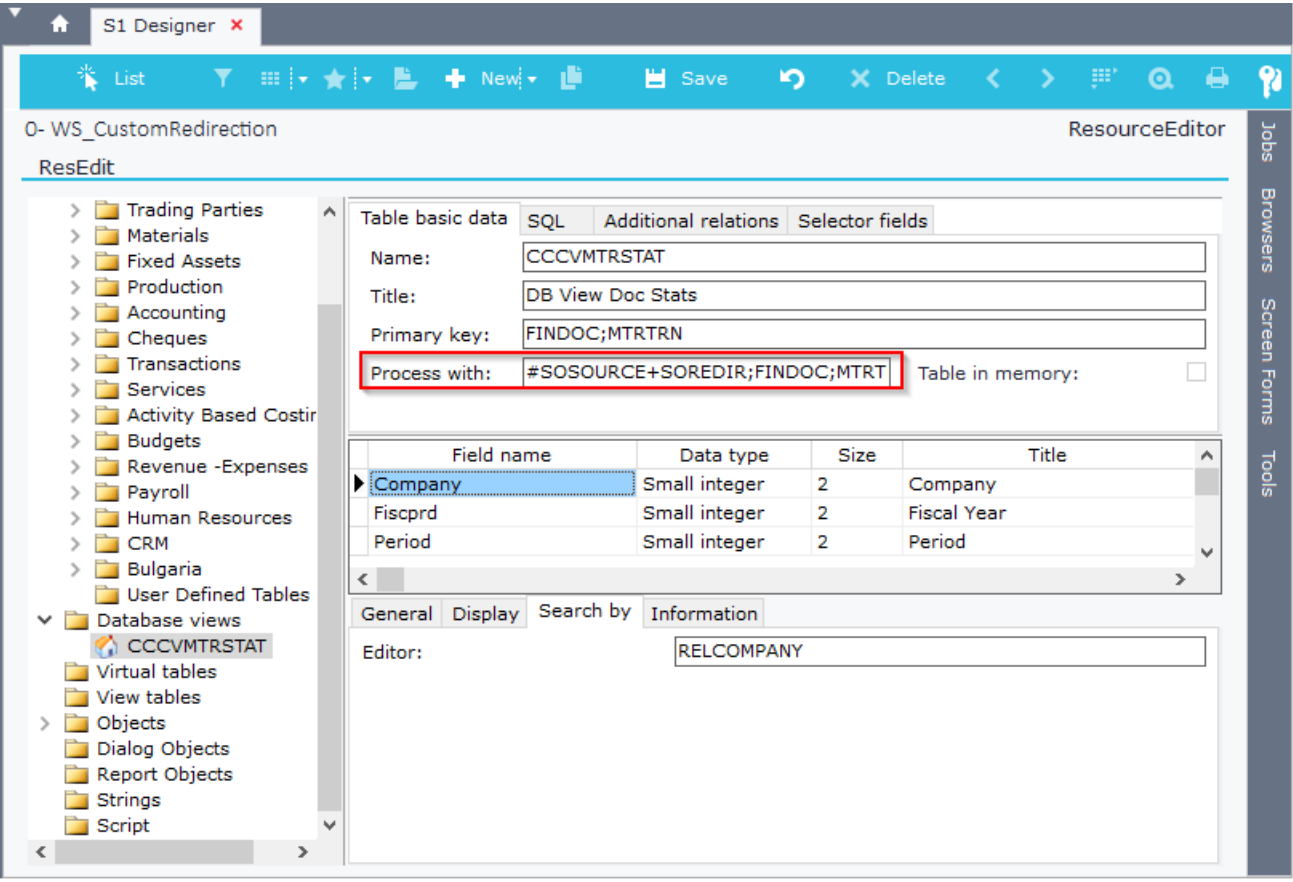 S1 Designer ×
List New Save Delete
0- WS_CustomRedirection ResourceEditor
ResEdit
Trading Parties
Materials
Fixed Assets
Production
Accounting
Cheques
Transactions
Services
Activity Based Costir
Budgets
Revenue -Expenses
Payroll
Human Resources
CRM
Bulgaria
User Defined Tables
Database views
CCCVMTRSTAT
Virtual tables
View tables
Objects
Dialog Objects
Report Objects
Strings
Script
Table basic data SQL Additional relations Selector fields
Name: CCCVMTRSTAT
Title: DB View Doc Stats
Primary key: FINDOC;MTRTRN
Process with: #SOSOURCE+SOREDIR;FINDOC;MTRT Table in memory:
Field name Data type Size Title
Company Small integer 2 Company
Fiscprd Small integer 2 Fiscal Year
Period Small integer 2 Period
General Display Search by Information
Editor: RELCOMPANY
Jobs
Browsers
Screen Forms
Tools